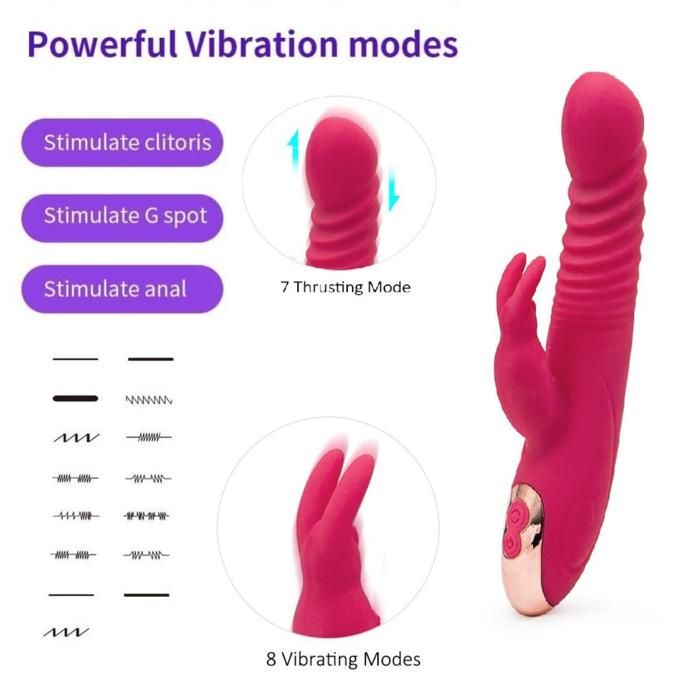 Powerful Vibration modes
Stimulate clitoris
Stimulate G spot
Stimulate anal
7 Thrusting Mode
8 Vibrating Modes